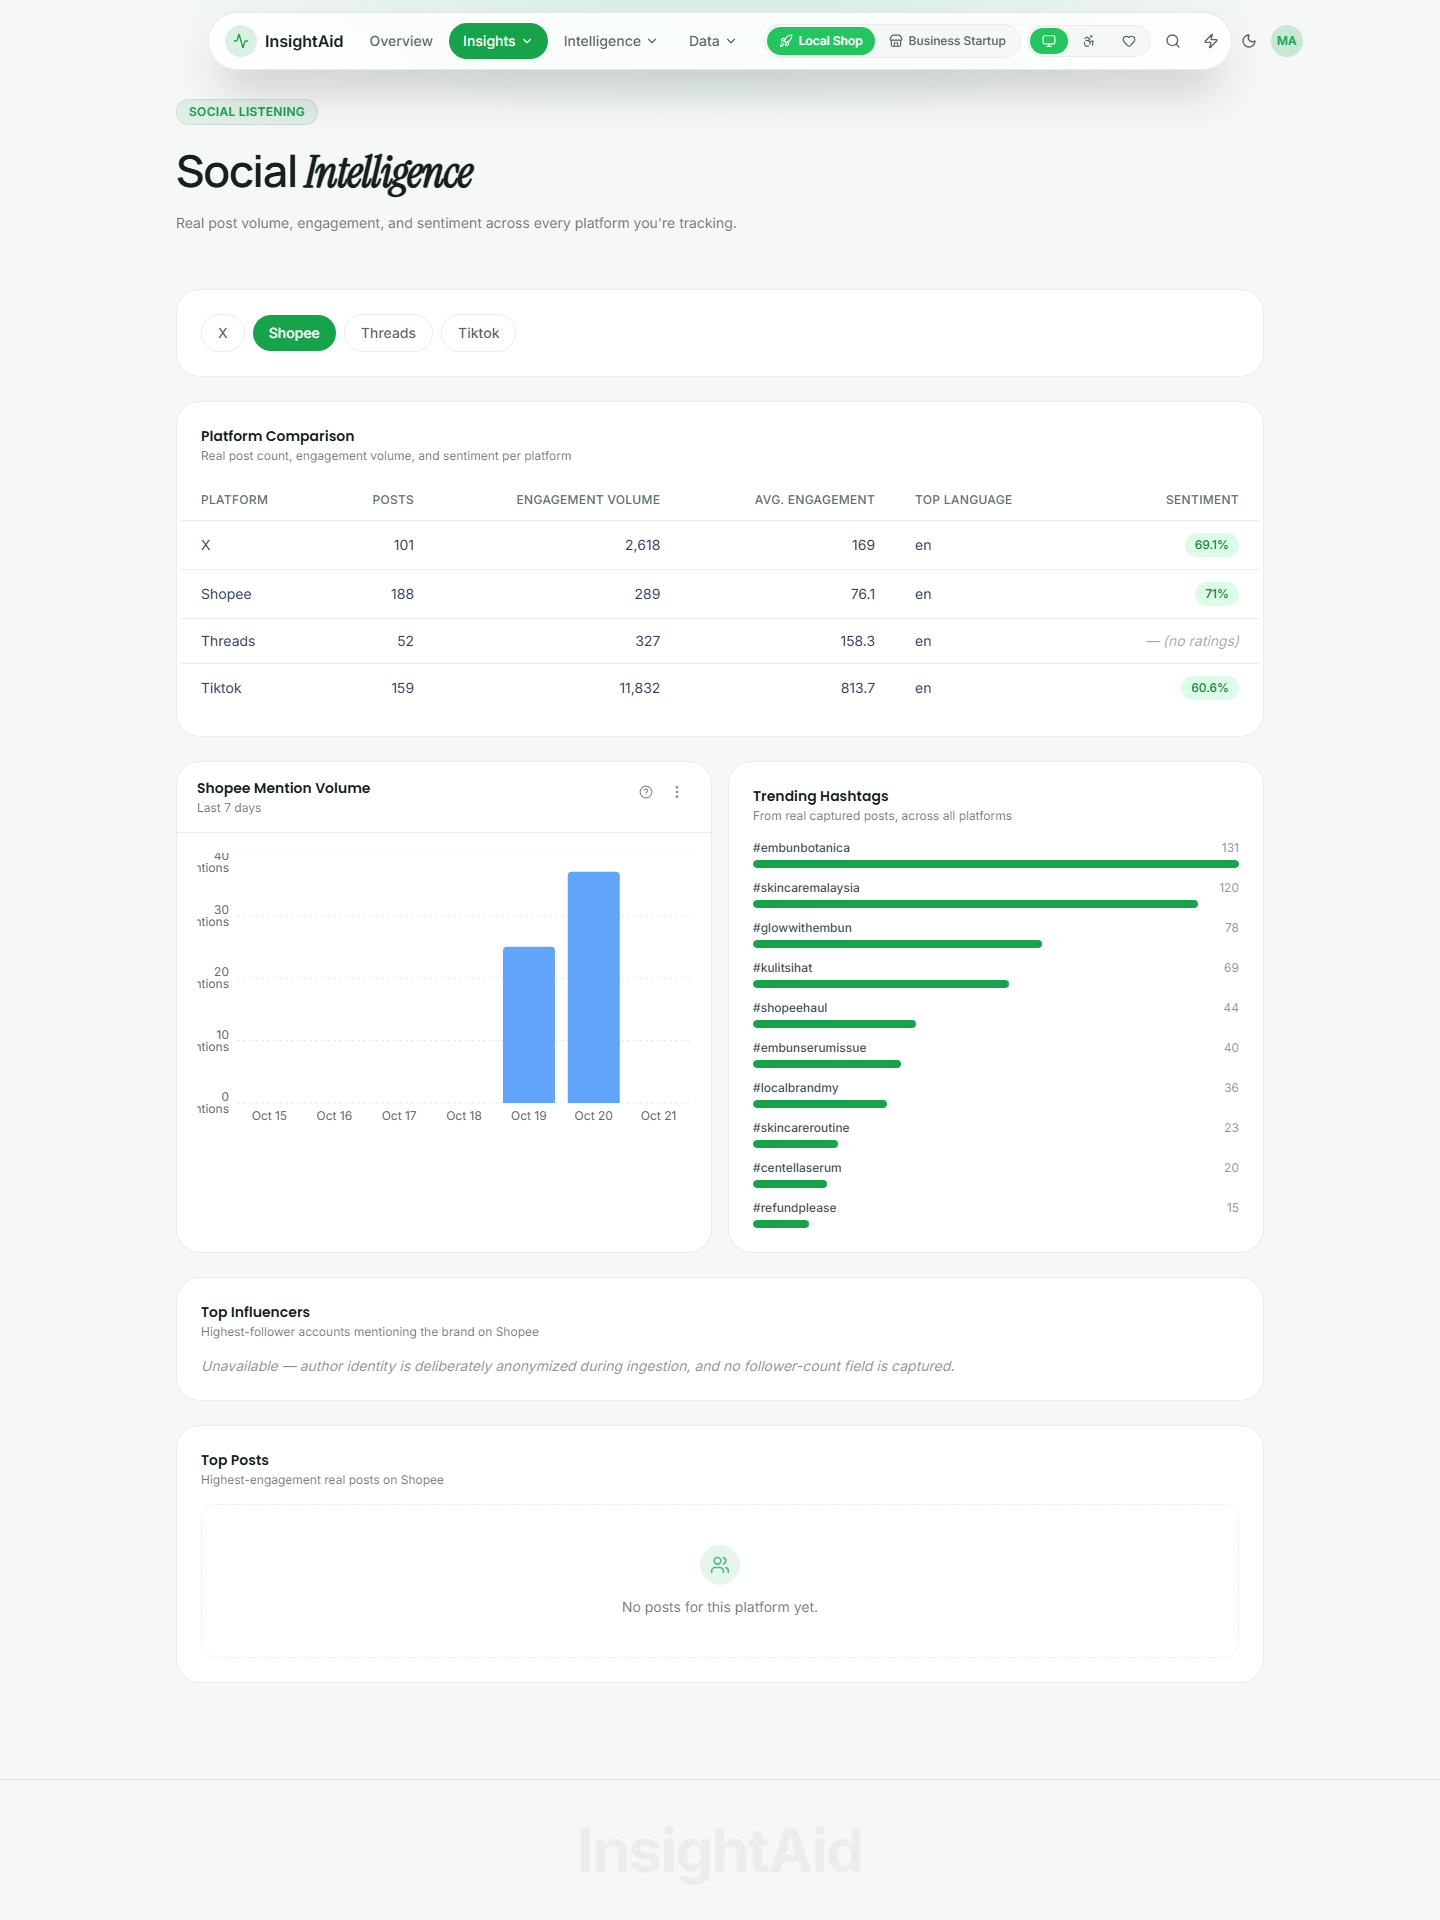 InsightAid Overview Insights Intelligence Data Local Shop Business Startup MA
SOCIAL LISTENING
Social Intelligence
Real post volume, engagement, and sentiment across every platform you're tracking.
X Shopee Threads Tiktok
Platform Comparison
Real post count, engagement volume, and sentiment per platform
PLATFORM POSTS ENGAGEMENT VOLUME AVG. ENGAGEMENT TOP LANGUAGE SENTIMENT
X 101 2,618 169 en 69.1%
Shopee 188 289 76.1 en 71%
Threads 52 327 158.3 en — (no ratings)
Tiktok 159 11,832 813.7 en 60.6%
Shopee Mention Volume
Last 7 days
40
ntions
30
ntions
20
ntions
10
ntions
0
ntions
Oct 15 Oct 16 Oct 17 Oct 18 Oct 19 Oct 20 Oct 21
Trending Hashtags
From real captured posts, across all platforms
#embunbotanica 131
#skincaremalaysia 120
#glowwithembun 78
#kulitsihat 69
#shopeehaul 44
#embunserumissue 40
#localbrandmy 36
#skincareroutine 23
#centellaserum 20
#refundplease 15
Top Influencers
Highest-follower accounts mentioning the brand on Shopee
Unavailable — author identity is deliberately anonymized during ingestion, and no follower-count field is captured.
Top Posts
Highest-engagement real posts on Shopee
No posts for this platform yet.
InsightAid